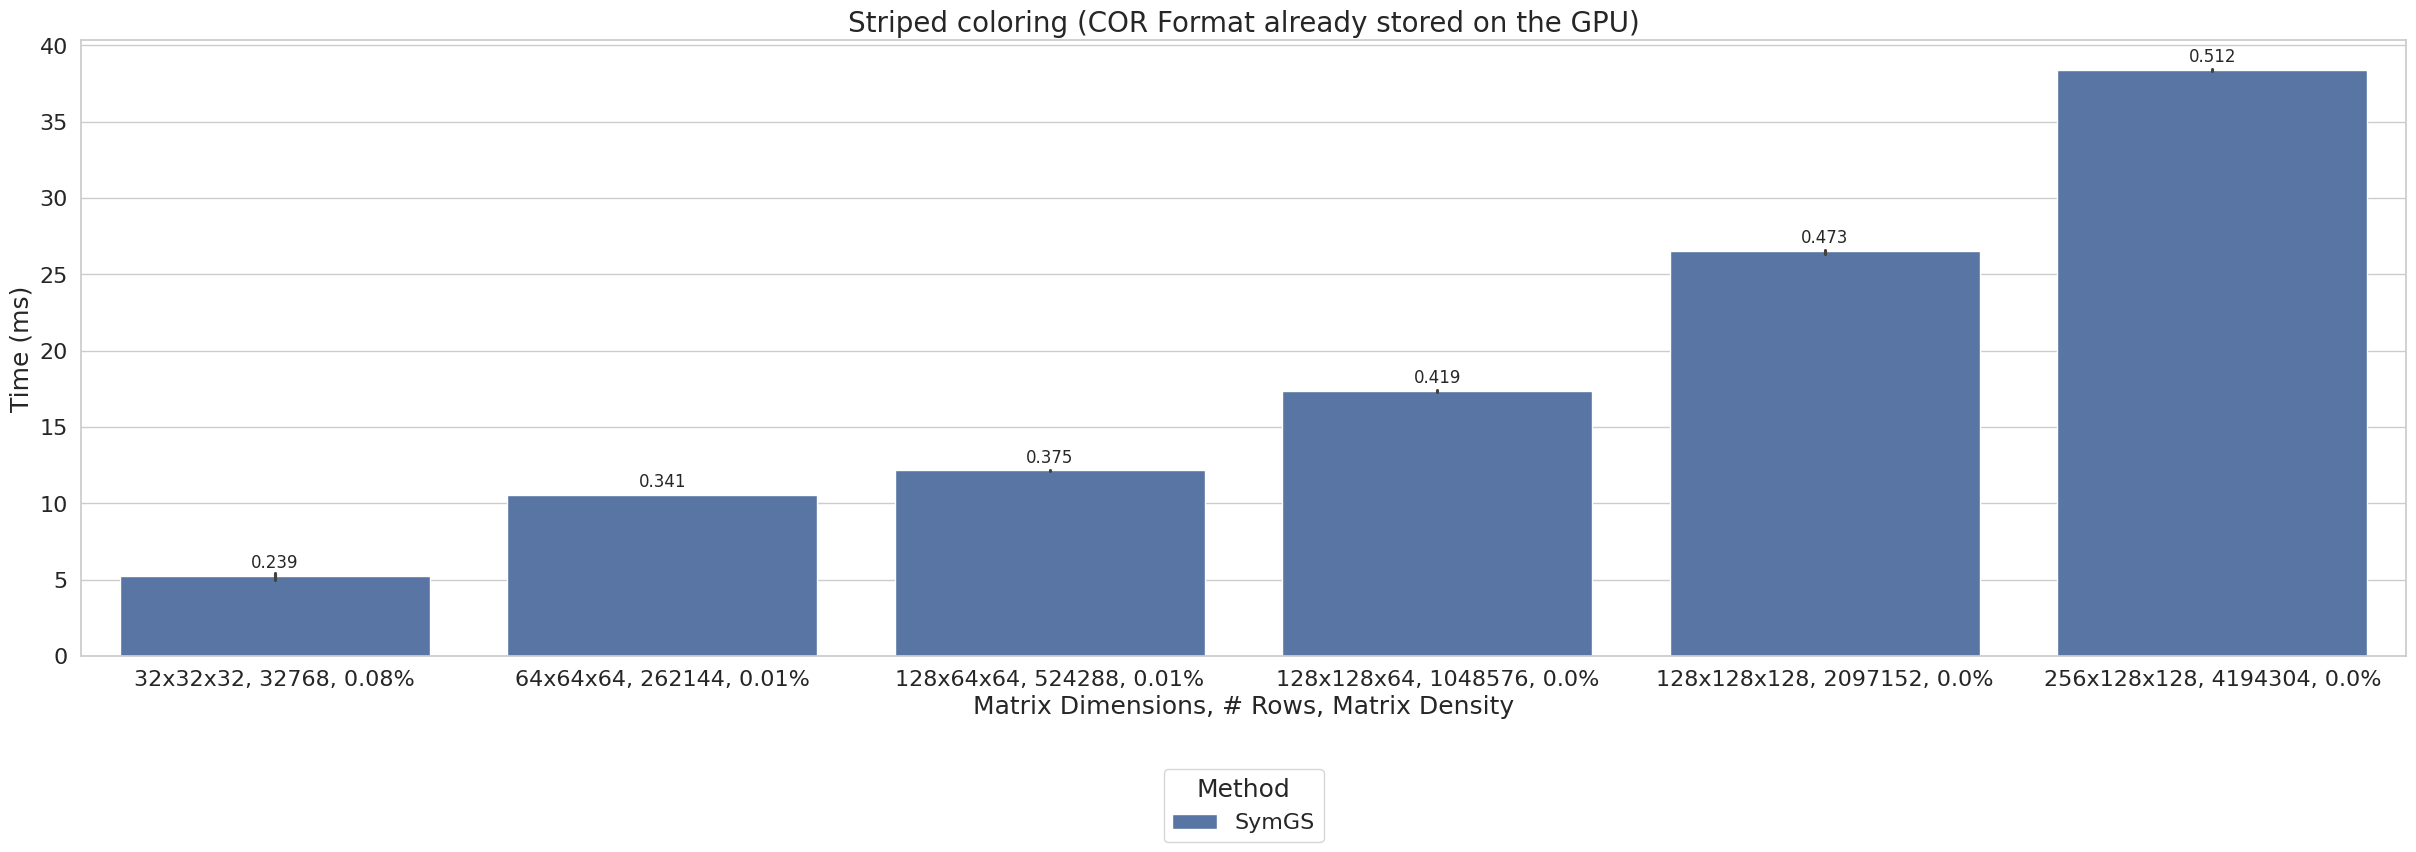 Striped coloring (COR Format already stored on the GPU)
Time (ms)
40
35
30
25
20
15
10
5
0
0.239
0.341
0.375
0.419
0.473
0.512
32x32x32, 32768, 0.08%
64x64x64, 262144, 0.01%
128x64x64, 524288, 0.01%
128x128x64, 1048576, 0.0%
128x128x128, 2097152, 0.0%
256x128x128, 4194304, 0.0%
Matrix Dimensions, # Rows, Matrix Density
Method
SymGS